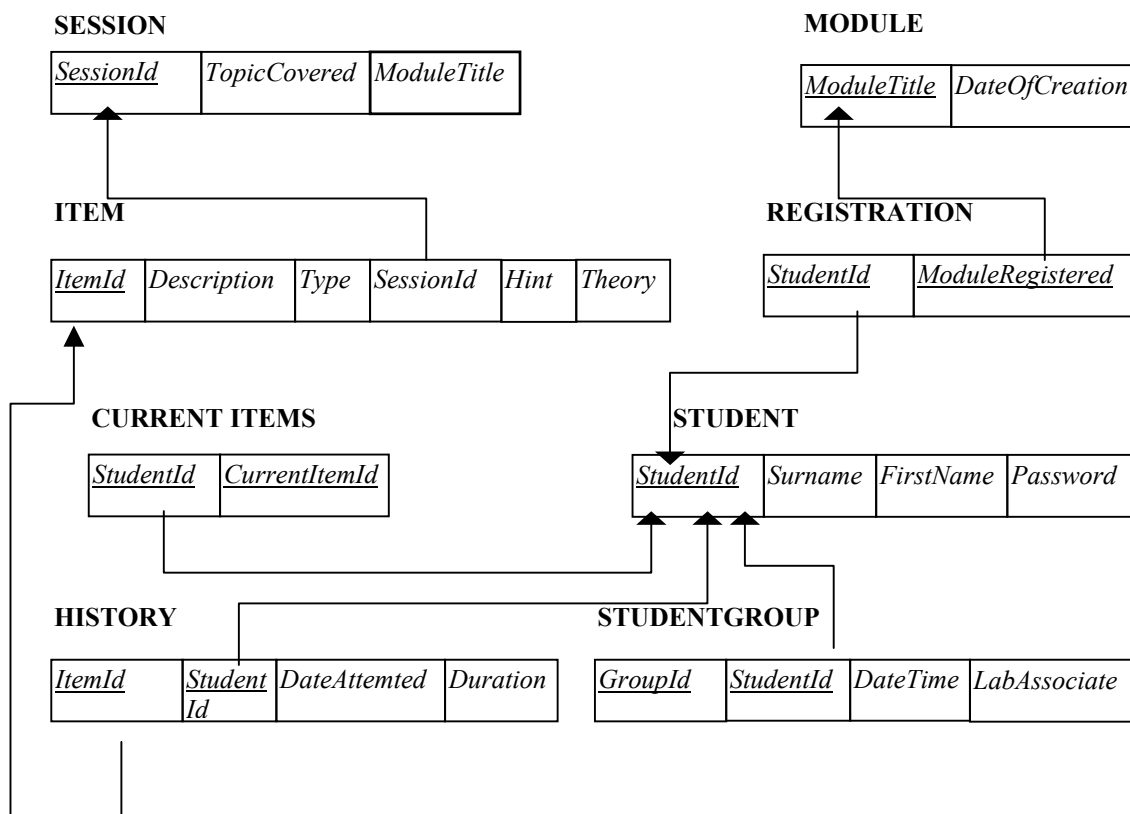 SESSION
SessionId TopicCovered ModuleTitle
MODULE
ModuleTitle DateOfCreation
ITEM
ItemId Description Type SessionId Hint Theory
REGISTRATION
StudentId ModuleRegistered
CURRENT ITEMS
StudentId CurrentItemId
STUDENT
StudentId Surname FirstName Password
HISTORY
ItemId Student DateAttemted Duration
Id
STUDENTGROUP
GroupId StudentId DateTime LabAssociate